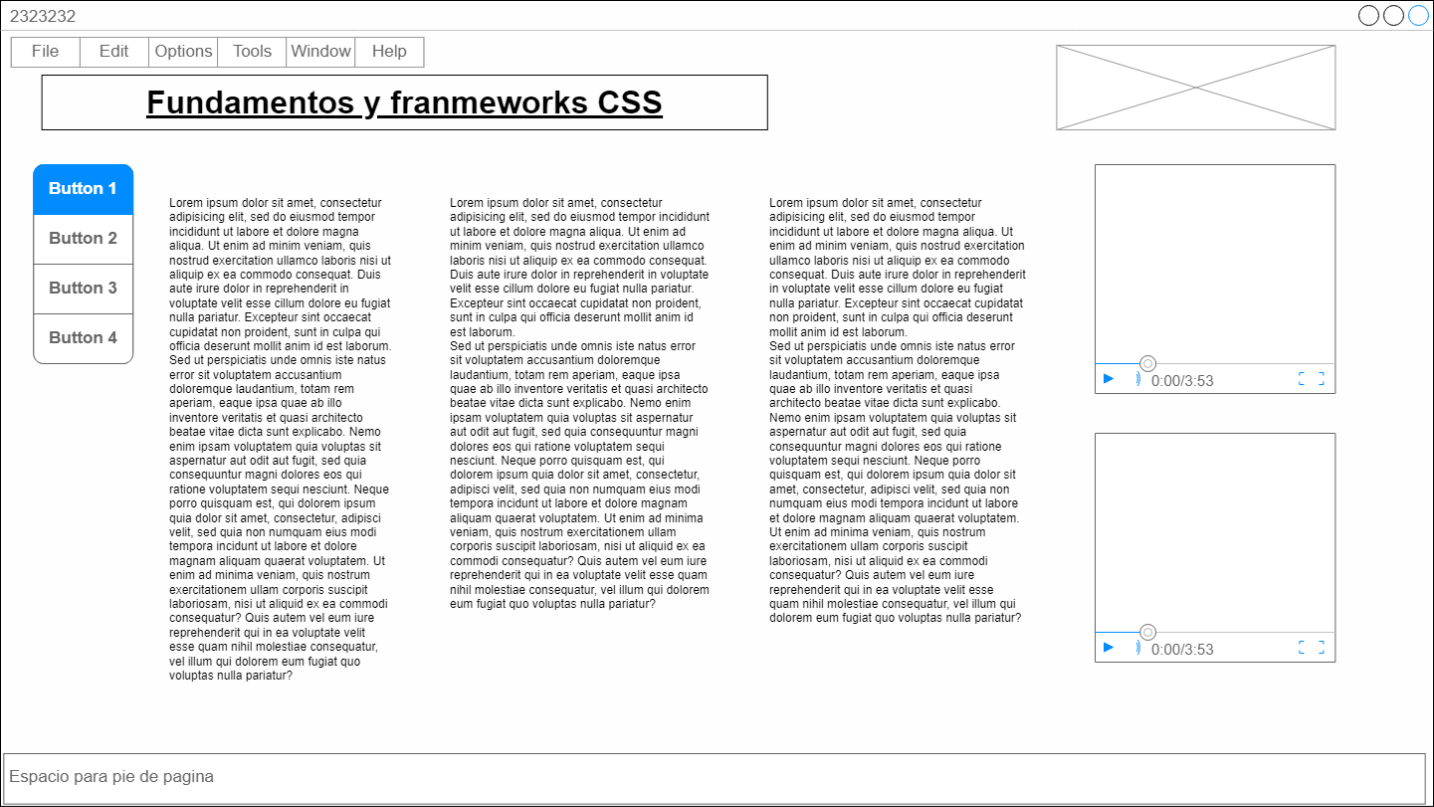 2323232
File Edit Options Tools Window Help
Fundamentos y franmeworks CSS
Button 1
Button 2
Button 3
Button 4
Lorem ipsum dolor sit amet, consectetur
adipisicing elit, sed do eiusmod tempor
incididunt ut labore et dolore magna
aliqua. Ut enim ad minim veniam, quis
nostrud exercitation ullamco laboris nisi ut
aliquip ex ea commodo consequat. Duis
aute irure dolor in reprehenderit in
voluptate velit esse cillum dolore eu fugiat
nulla pariatur. Excepteur sint occaecat
cupidatat non proident, sunt in culpa qui
officia deserunt mollit anim id est laborum.
Sed ut perspiciatis unde omnis iste natus
error sit voluptatem accusantium
doloremque laudantium, totam rem
aperiam, eaque ipsa quae ab illo
inventore veritatis et quasi architecto
beatae vitae dicta sunt explicabo. Nemo
enim ipsam voluptatem quia voluptas sit
aspernatur aut odit aut fugit, sed quia
consequuntur magni dolores eos qui
ratione voluptatem sequi nesciunt. Neque
porro quisquam est, qui dolorem ipsum
quia dolor sit amet, consectetur, adipisci
velit, sed quia non numquam eius modi
tempora incidunt ut labore et dolore
magnam aliquam quaerat voluptatem. Ut
enim ad minima veniam, quis nostrum
exercitationem ullam corporis suscipit
laboriosam, nisi ut aliquid ex ea commodi
consequatur? Quis autem vel eum iure
reprehenderit qui in ea voluptate velit
esse quam nihil molestiae consequatur,
vel illum qui dolorem eum fugiat quo
voluptas nulla pariatur?
Lorem ipsum dolor sit amet, consectetur
adipisicing elit, sed do eiusmod tempor incididunt
ut labore et dolore magna aliqua. Ut enim ad
minim veniam, quis nostrud exercitation ullamco
laboris nisi ut aliquip ex ea commodo consequat.
Duis aute irure dolor in reprehenderit in voluptate
velit esse cillum dolore eu fugiat nulla pariatur.
Excepteur sint occaecat cupidatat non proident,
sunt in culpa qui officia deserunt mollit anim id
est laborum.
Sed ut perspiciatis unde omnis iste natus error
sit voluptatem accusantium doloremque
laudantium, totam rem aperiam, eaque ipsa
quae ab illo inventore veritatis et quasi architecto
beatae vitae dicta sunt explicabo. Nemo enim
ipsam voluptatem quia voluptas sit aspernatur
aut odit aut fugit, sed quia consequuntur magni
dolores eos qui ratione voluptatem sequi
nesciunt. Neque porro quisquam est, qui
dolorem ipsum quia dolor sit amet, consectetur,
adipisci velit, sed quia non numquam eius modi
tempora incidunt ut labore et dolore magnam
aliquam quaerat voluptatem. Ut enim ad minima
veniam, quis nostrum exercitationem ullam
corporis suscipit laboriosam, nisi ut aliquid ex ea
commodi consequatur? Quis autem vel eum iure
reprehenderit qui in ea voluptate velit esse quam
nihil molestiae consequatur, vel illum qui dolorem
eum fugiat quo voluptas nulla pariatur?
Lorem ipsum dolor sit amet, consectetur
adipisicing elit, sed do eiusmod tempor
incididunt ut labore et dolore magna aliqua. Ut
enim ad minim veniam, quis nostrud exercitation
ullamco laboris nisi ut aliquip ex ea commodo
consequat. Duis aute irure dolor in reprehenderit
in voluptate velit esse cillum dolore eu fugiat
nulla pariatur. Excepteur sint occaecat cupidatat
non proident, sunt in culpa qui officia deserunt
mollit anim id est laborum.
Sed ut perspiciatis unde omnis iste natus error
sit voluptatem accusantium doloremque
laudantium, totam rem aperiam, eaque ipsa
quae ab illo inventore veritatis et quasi
architecto beatae vitae dicta sunt explicabo.
Nemo enim ipsam voluptatem quia voluptas sit
aspernatur aut odit aut fugit, sed quia
consequuntur magni dolores eos qui ratione
voluptatem sequi nesciunt. Neque porro
quisquam est, qui dolorem ipsum quia dolor sit
amet, consectetur, adipisci velit, sed quia non
numquam eius modi tempora incidunt ut labore
et dolore magnam aliquam quaerat voluptatem.
Ut enim ad minima veniam, quis nostrum
exercitationem ullam corporis suscipit
laboriosam, nisi ut aliquid ex ea commodi
consequatur? Quis autem vel eum iure
reprehenderit qui in ea voluptate velit esse
quam nihil molestiae consequatur, vel illum qui
dolorem eum fugiat quo voluptas nulla pariatur?
0:00/3:53
0:00/3:53
Espacio para pie de pagina